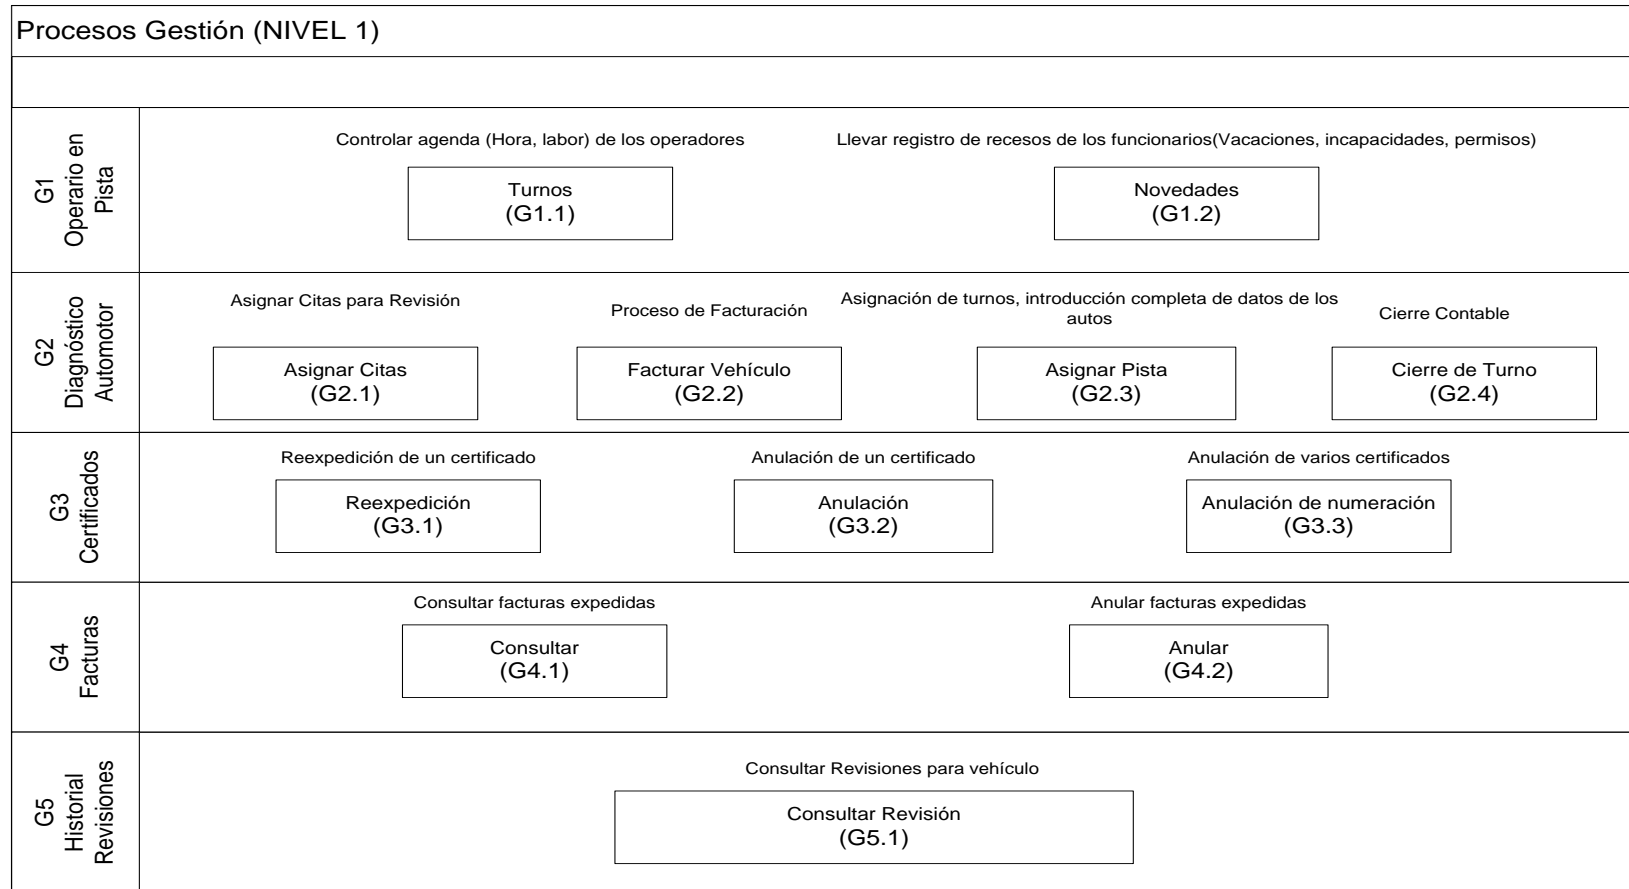 Procesos Gestión (NIVEL 1)
G1
Operario en
Pista
Controlar agenda (Hora, labor) de los operadores
Turnos
(G1.1)
Llevar registro de recesos de los funcionarios(Vacaciones, incapacidades, permisos)
Novedades
(G1.2)
G2
Diagnóstico
Automotor
Asignar Citas para Revisión
Asignar Citas
(G2.1)
Proceso de Facturación
Facturar Vehículo
(G2.2)
Asignación de turnos, introducción completa de datos de los
autos
Asignar Pista
(G2.3)
Cierre Contable
Cierre de Turno
(G2.4)
G3
Certificados
Reexpedición de un certificado
Reexpedición
(G3.1)
Anulación de un certificado
Anulación
(G3.2)
Anulación de varios certificados
Anulación de numeración
(G3.3)
G4
Facturas
Consultar facturas expedidas
Consultar
(G4.1)
Anular facturas expedidas
Anular
(G4.2)
G5
Historial
Revisiones
Consultar Revisiones para vehículo
Consultar Revisión
(G5.1)